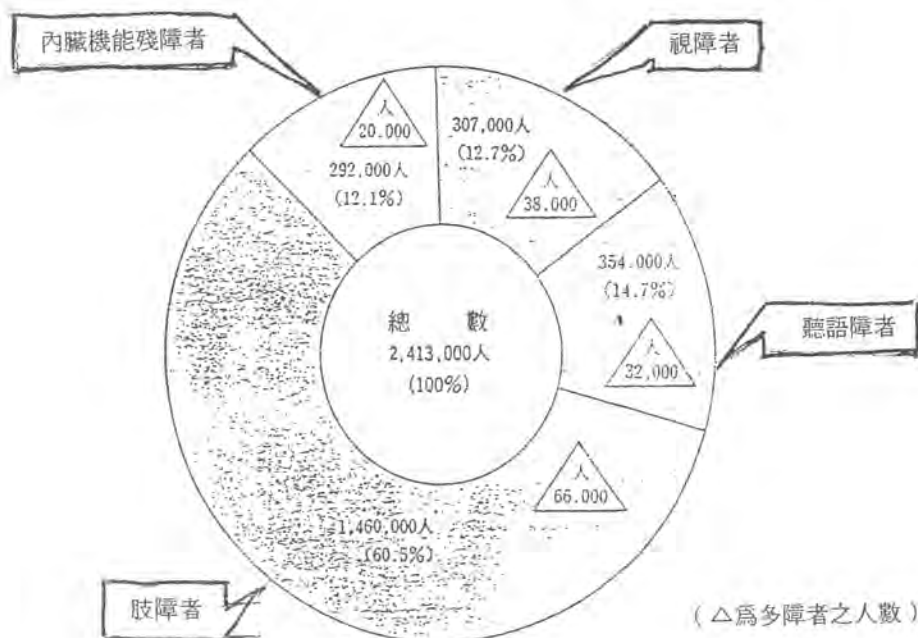 內臟機能殘障者
視障者
人
20.000
292,000人
(12.1%)
307,000人
(12.7%)
人
38.000
354.000人
(14.7%)
人
32,000
聽語障者
總 數
2,413,000人
(100%)
人
66.000
1,460,000人
(60.5%)
肢障者
(△爲多障者之人數)